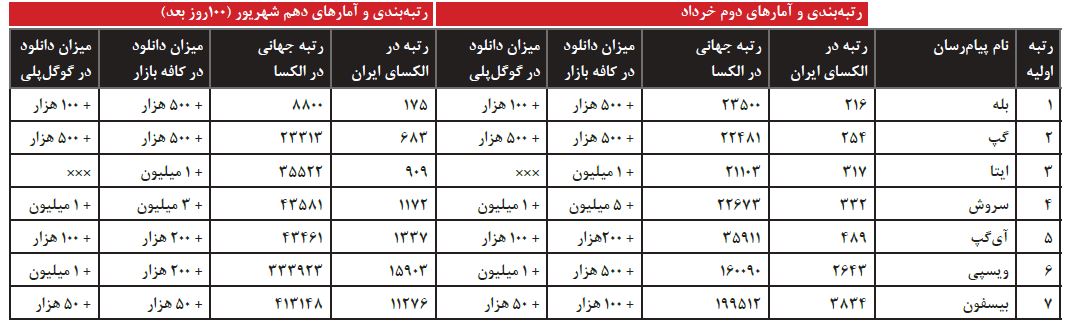 رتبه‌بندی و آمارهای دوم خرداد رتبه‌بندی و آمارهای دهم شهریور (۱۰۰روز بعد)
رتبه اولیه نام پیام‌رسان رتبه در الکسای ایران رتبه جهانی در الکسا میزان دانلود در کافه بازار میزان دانلود در گوگل‌پلی رتبه در الکسای ایران رتبه جهانی در الکسا میزان دانلود در کافه بازار میزان دانلود در گوگل‌پلی
۱ بله ۲۱۶ ۲۳۵۰۰ + ۵۰۰ هزار + ۱۰۰ هزار ۱۷۵ ۸۸۰۰ + ۵۰۰ هزار + ۱۰۰ هزار
۲ گپ ۲۵۴ ۲۲۴۸۱ + ۵۰۰ هزار + ۵۰۰ هزار ۶۸۳ ۲۳۳۱۳ + ۵۰۰ هزار + ۵۰۰ هزار
۳ ایتا ۳۱۷ ۲۱۱۰۳ + ۱ میلیون ××× ۹۰۹ ۳۵۵۲۲ + ۱ میلیون ×××
۴ سروش ۳۳۲ ۲۲۶۷۳ + ۵ میلیون + ۱ میلیون ۱۱۷۲ ۴۳۵۸۱ + ۳ میلیون + ۱ میلیون
۵ آی‌گپ ۴۸۹ ۳۵۹۱۱ + ۲۰۰هزار + ۱۰۰ هزار ۱۳۳۷ ۴۳۴۶۱ + ۲۰۰ هزار + ۱۰۰ هزار
۶ ویسپی ۲۶۴۳ ۱۶۰۰۹۰ + ۵۰۰ هزار + ۱ میلیون ۱۵۹۰۳ ۳۳۳۹۲۳ + ۲۰۰ هزار + ۱ میلیون
۷ بیسفون ۳۸۳۴ ۱۹۹۵۱۲ + ۱۰۰ هزار + ۵۰ هزار ۱۱۲۷۶ ۴۱۳۱۴۸ + ۵۰ هزار + ۵۰ هزار